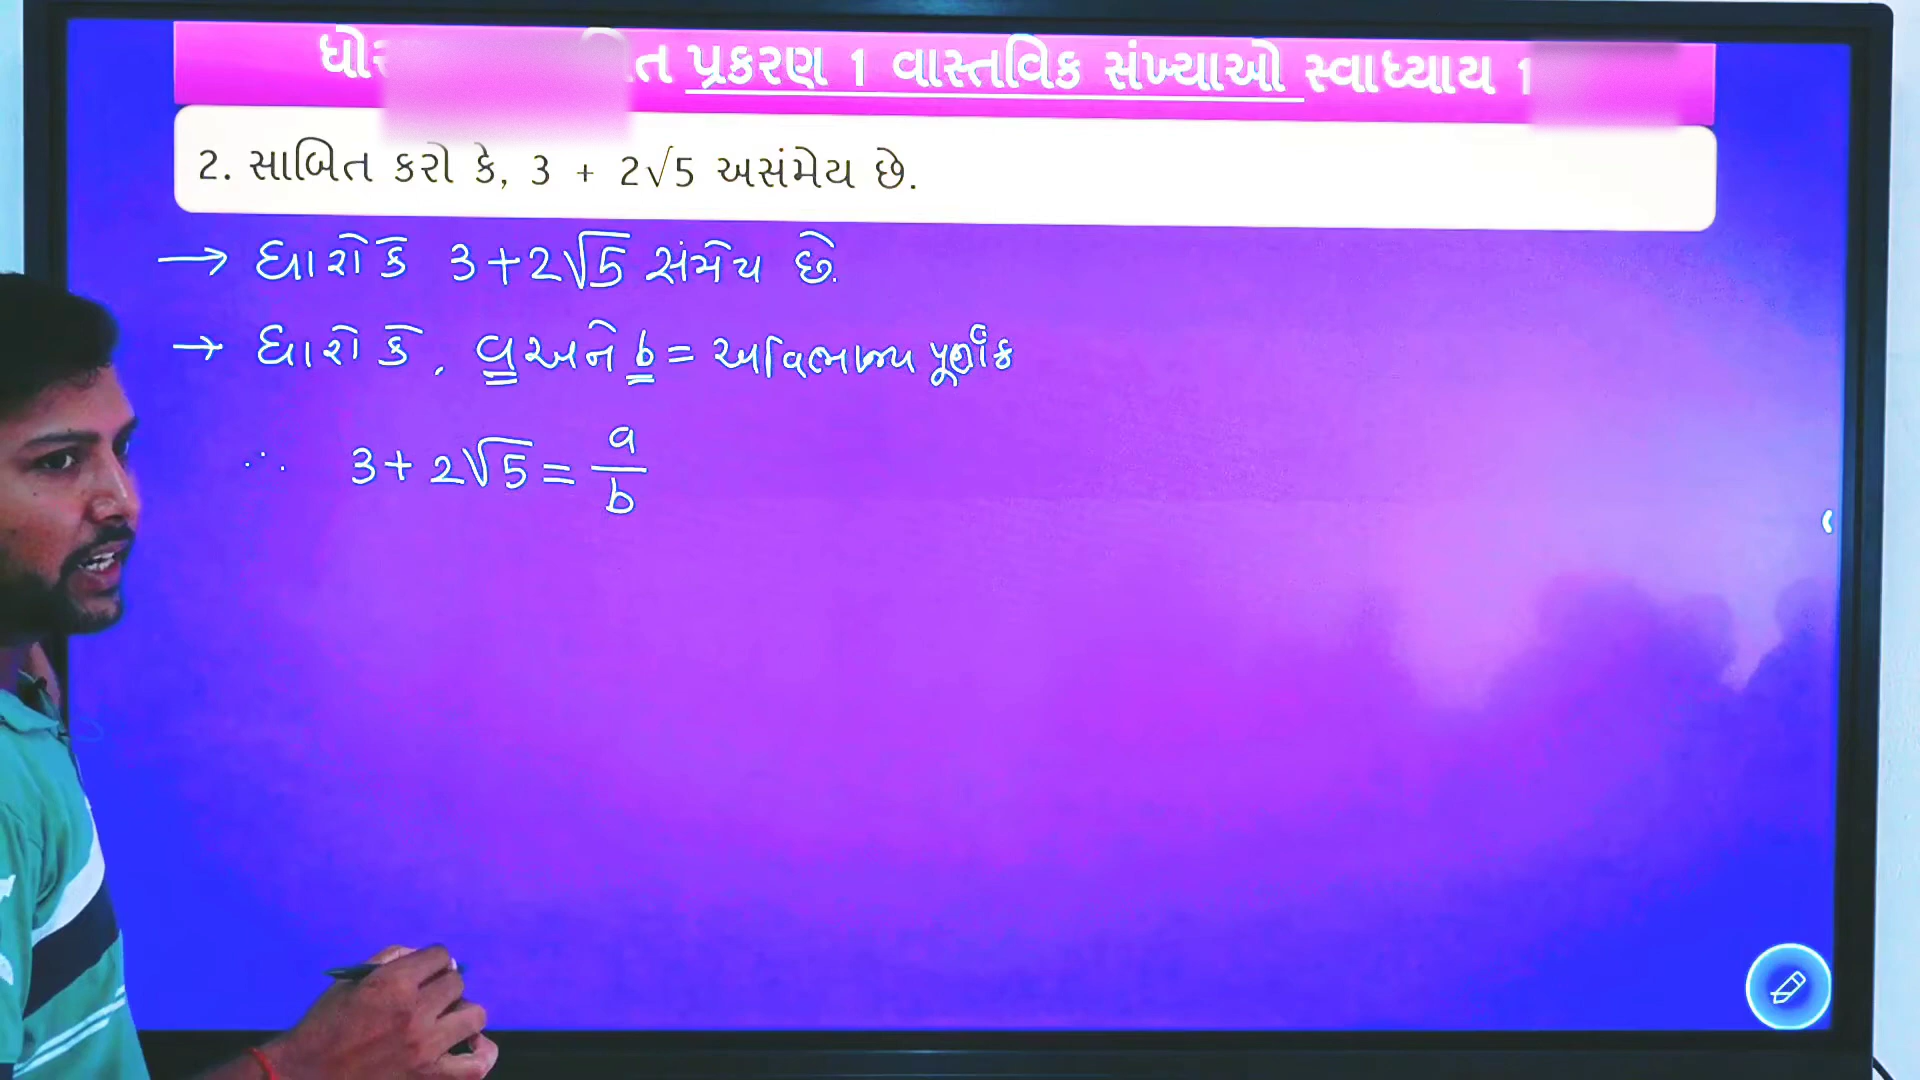 પ્રકરણ 1 વાસ્તવિક સંખ્યાઓ સ્વાધ્યાય 1
2. સાબિત કરો કે, 3 + 2√5 અસંમેય છે.
→ ધારો કે 3+2√5 સંમેય છે.
→ ધારો કે, a અને b = અવિભાજ્ય પૂર્ણાંક
∴ 3+2√5 = a/b